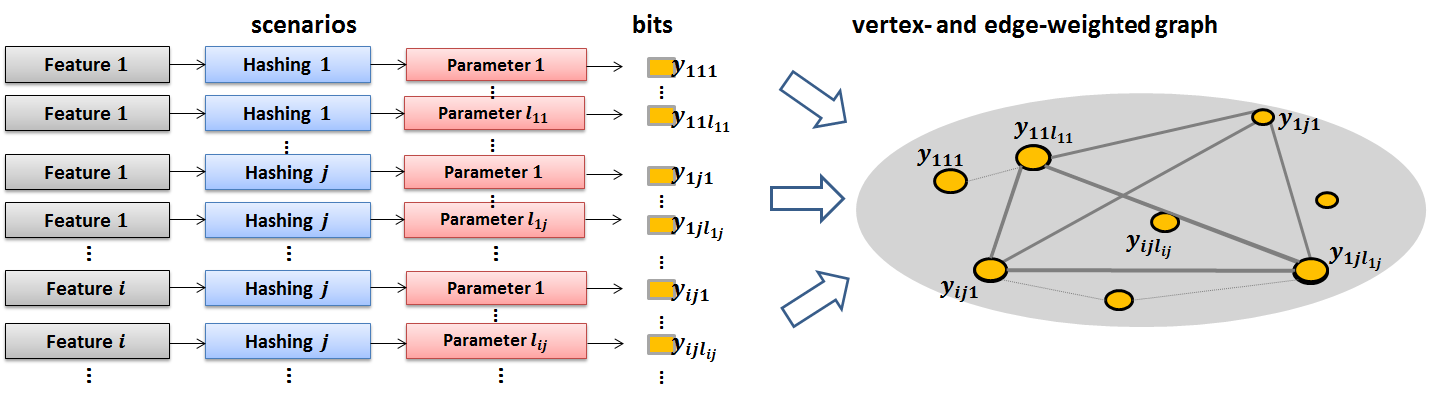 scenarios bits vertex- and edge-weighted graph
Feature 1 Hashing 1 Parameter 1 y₁₁₁
⋮ ⋮
Feature 1 Hashing 1 Parameter l₁₁ y₁₁l₁₁
⋮
Feature 1 Hashing j Parameter 1 y₁j₁
⋮ ⋮
Feature 1 Hashing j Parameter l₁j y₁jl₁j
⋮ ⋮ ⋮
Feature i Hashing j Parameter 1 yij1
⋮ ⋮
Feature i Hashing j Parameter lij yijlij
⋮ ⋮ ⋮ ⋮
y₁j₁
y₁₁l₁₁
y₁₁₁
yijlij
y₁jl₁j
yij1